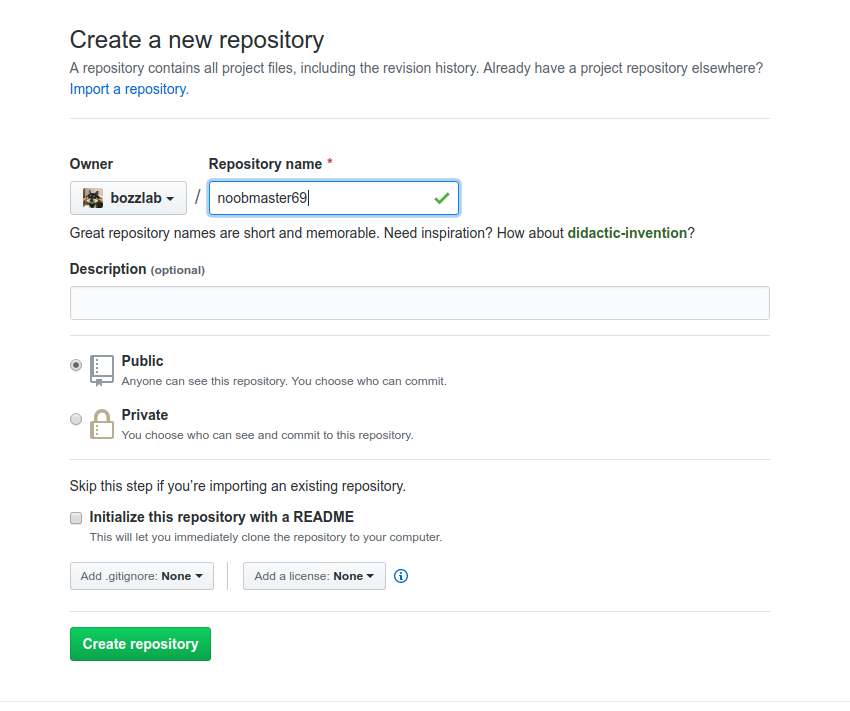 Create a new repository
A repository contains all project files, including the revision history. Already have a project repository elsewhere?
Import a repository.
Owner
Repository name *
bozzlab / noobmaster69
Great repository names are short and memorable. Need inspiration? How about didactic-invention?
Description (optional)
Public
Anyone can see this repository. You choose who can commit.
Private
You choose who can see and commit to this repository.
Skip this step if you’re importing an existing repository.
Initialize this repository with a README
This will let you immediately clone the repository to your computer.
Add .gitignore: None
Add a license: None
Create repository